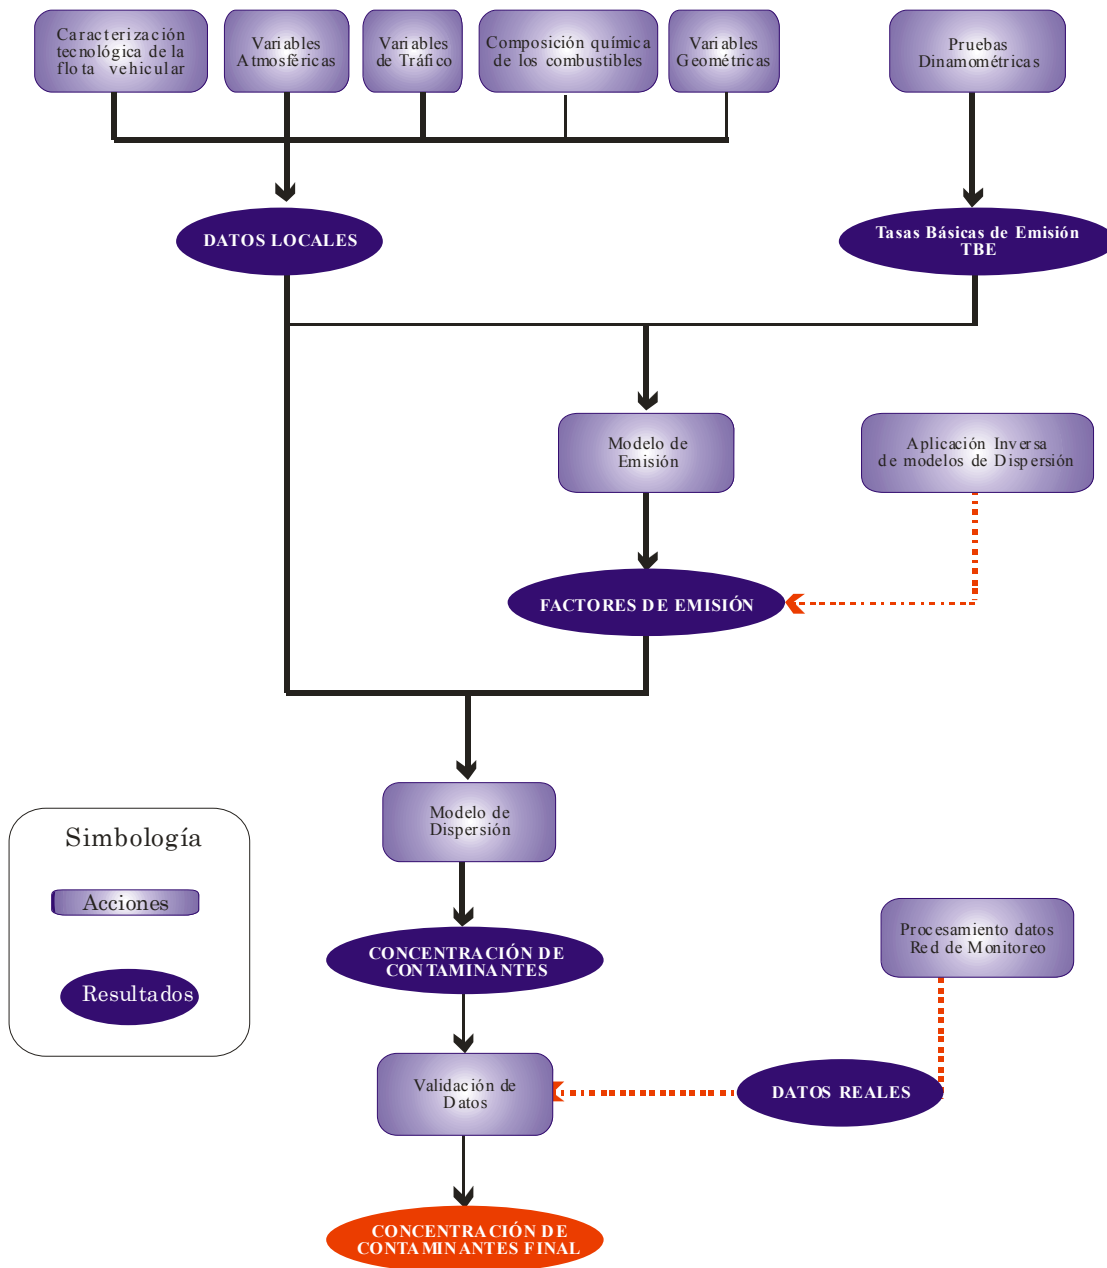 Caracterización
tecnológica de la
flota vehicular
Variables
Atmosféricas
Variables
de Tráfico
Composición química
de los combustibles
Variables
Geométricas
Pruebas
Dinamométricas
DATOS LOCALES
Tasas Básicas de Emisión
TBE
Modelo de
Emisión
Aplicación Inversa
de modelos de Dispersión
FACTORES DE EMISIÓN
Modelo de
Dispersión
Simbología
Acciones
Resultados
CONCENTRACIÓN DE
CONTAMINANTES
Procesamiento datos
Red de Monitoreo
Validación de
Datos
DATOS REALES
CONCENTRACIÓN DE
CONTAMINANTES FINAL